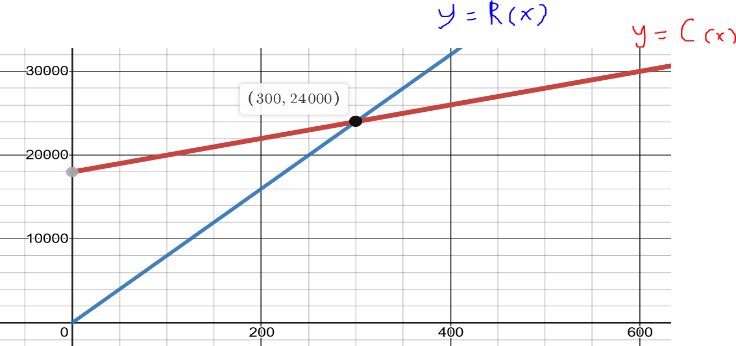 y = R(x)
y = C(x)
30000
(300, 24000)
20000
10000
0 200 400 600